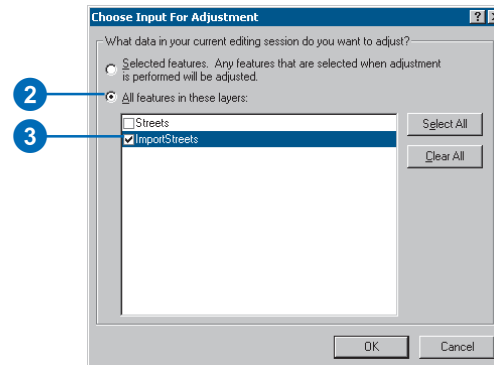 Choose Input For Adjustment
What data in your current editing session do you want to adjust?
Selected features. Any features that are selected when adjustment
is performed will be adjusted.
2
All features in these layers:
Streets
Select All
3
ImportStreets
Clear All
OK
Cancel